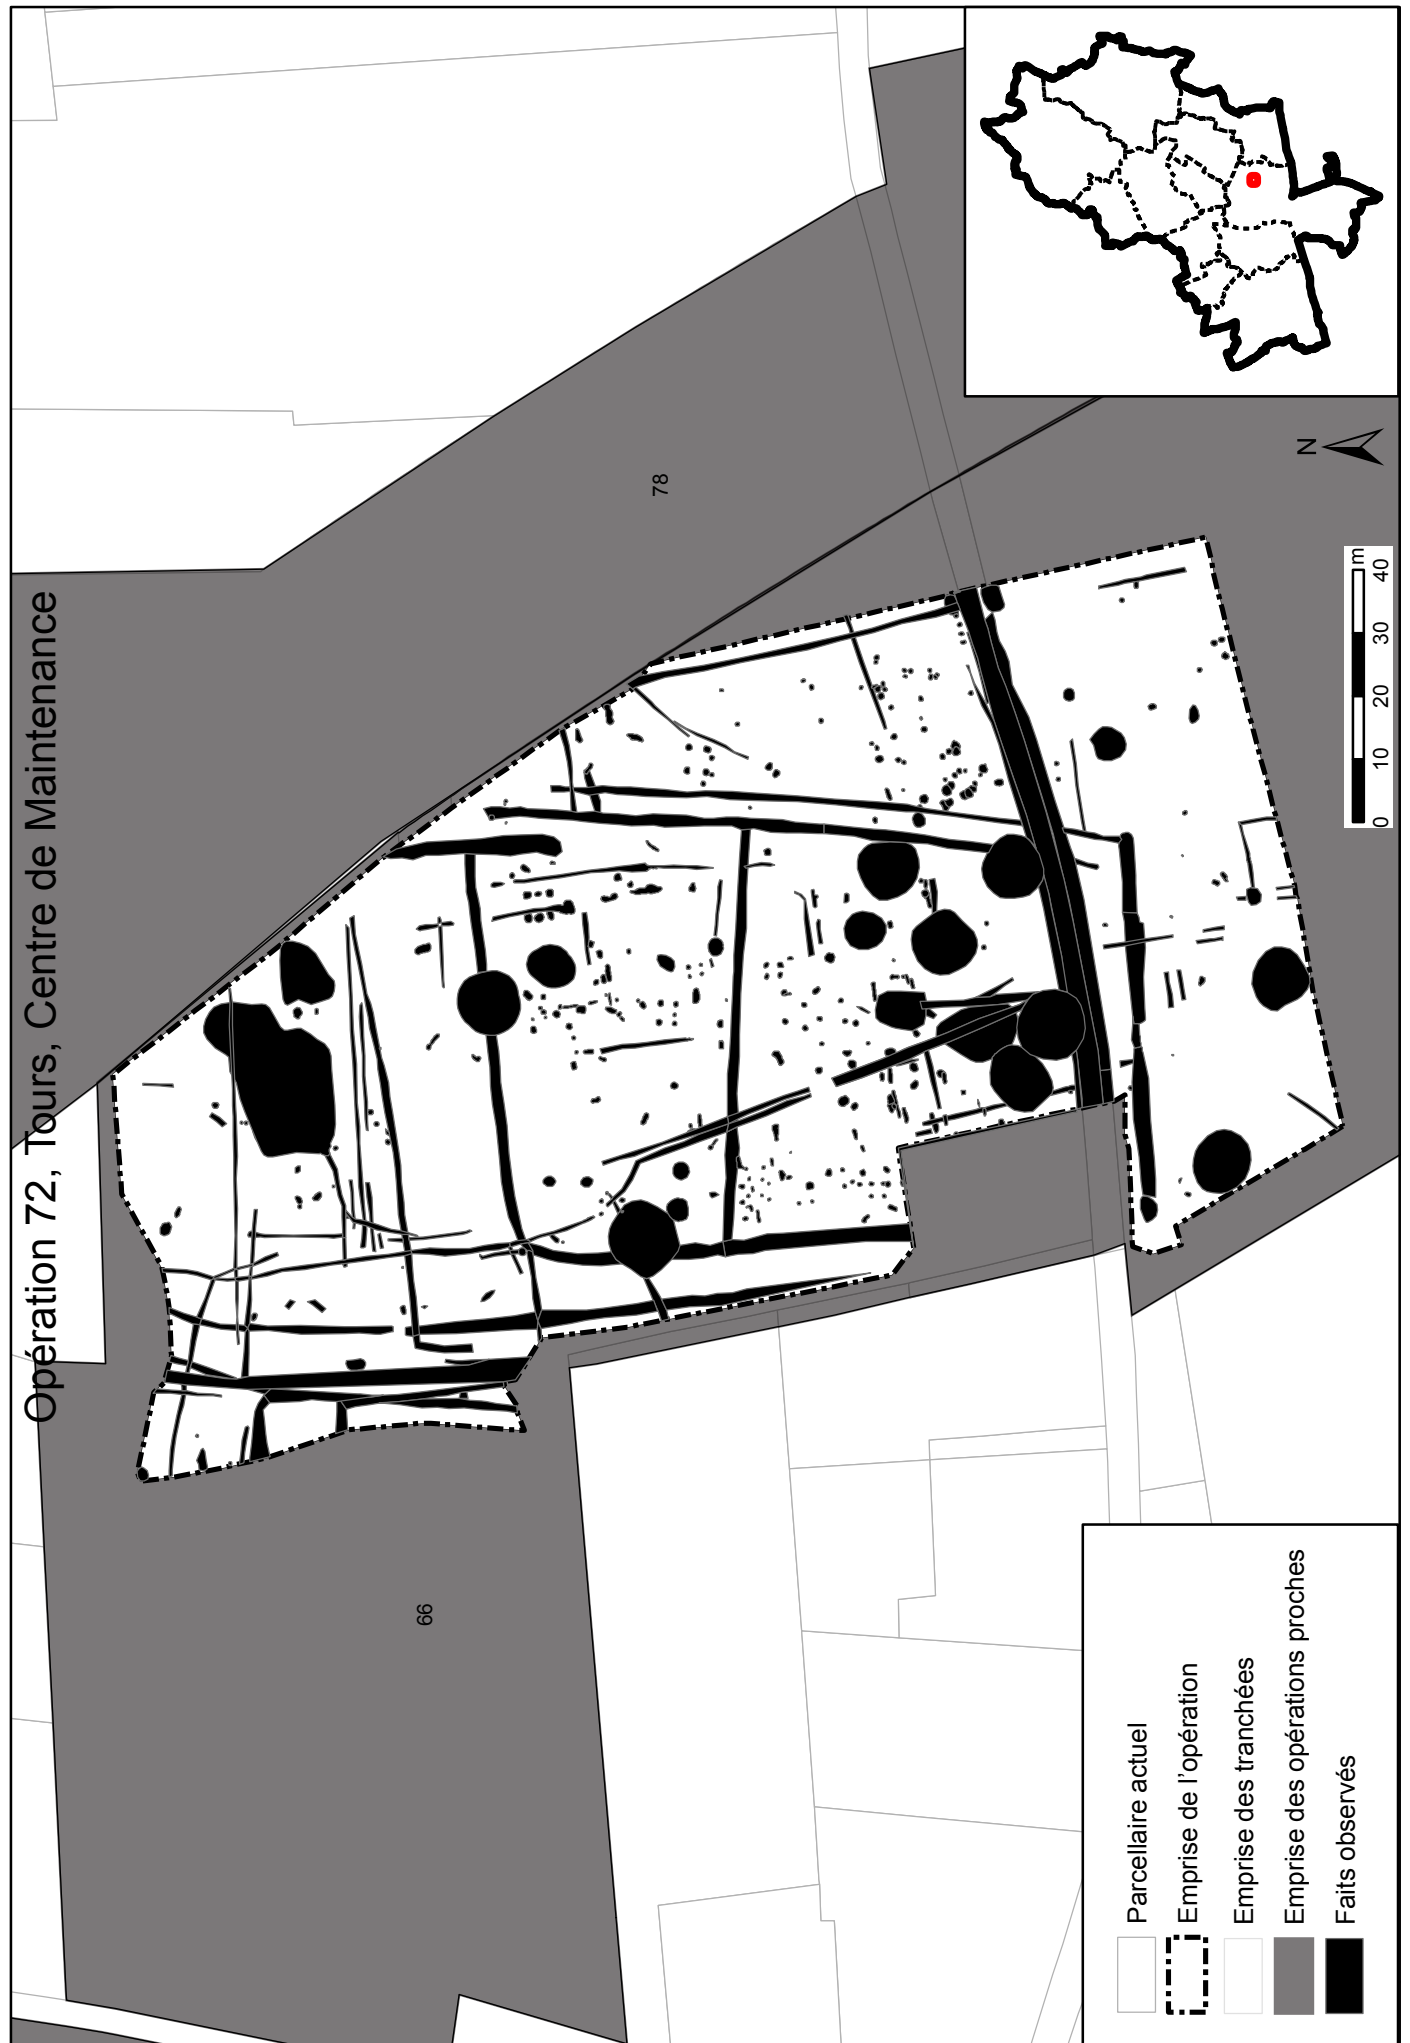 Opération 72, Tours, Centre de Maintenance
66
78
N
0 10 20 30 40
m
Parcellaire actuel
Emprise de l'opération
Emprise des tranchées
Emprise des opérations proches
Faits observés